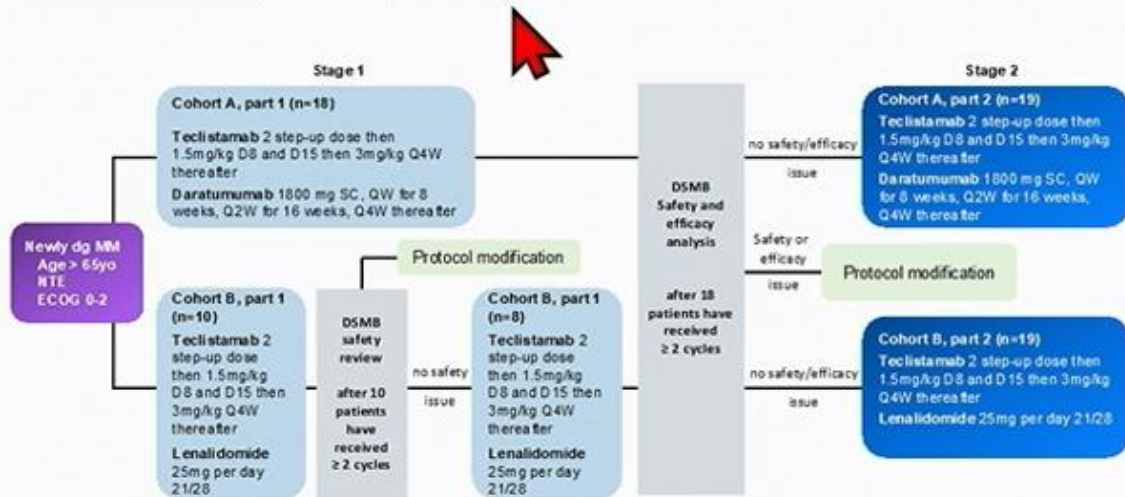 Stage 1
Stage 2
Cohort A, part 1 (n=18)
Teclistamab 2 step-up dose then
1.5mg/kg D8 and D15 then 3mg/kg Q4W
thereafter
Daratumumab 1800 mg SC, QW for 8
weeks, Q2W for 16 weeks, Q4W thereafter
Newly dg MM
Age > 65yo
NTE
ECOG 0-2
Protocol modification
Cohort B, part 1
(n=10)
Teclistamab 2
step-up dose
then 1.5mg/kg
D8 and D15 then
3mg/kg Q4W
thereafter
Lenalidomide
25mg per day
21/28
DSMB
safety
review
after 10
patients
have
received
≥ 2 cycles
no safety
issue
Cohort B, part 1
(n=8)
Teclistamab 2
step-up dose
then 1.5mg/kg
D8 and D15 then
3mg/kg Q4W
thereafter
Lenalidomide
25mg per day
21/28
DSMB
Safety and
efficacy
analysis
after 18
patients have
received
≥ 2 cycles
no safety/efficacy
issue
Cohort A, part 2 (n=19)
Teclistamab 2 step-up dose then
1.5mg/kg D8 and D15 then 3mg/kg
Q4W thereafter
Daratumumab 1800 mg SC, QW
for 8 weeks, Q2W for 16 weeks,
Q4W thereafter
Safety or
efficacy
issue
Protocol modification
no safety/efficacy
issue
Cohort B, part 2 (n=19)
Teclistamab 2 step-up dose then
1.5mg/kg D8 and D15 then 3mg/kg
Q4W thereafter
Lenalidomide 25mg per day 21/28